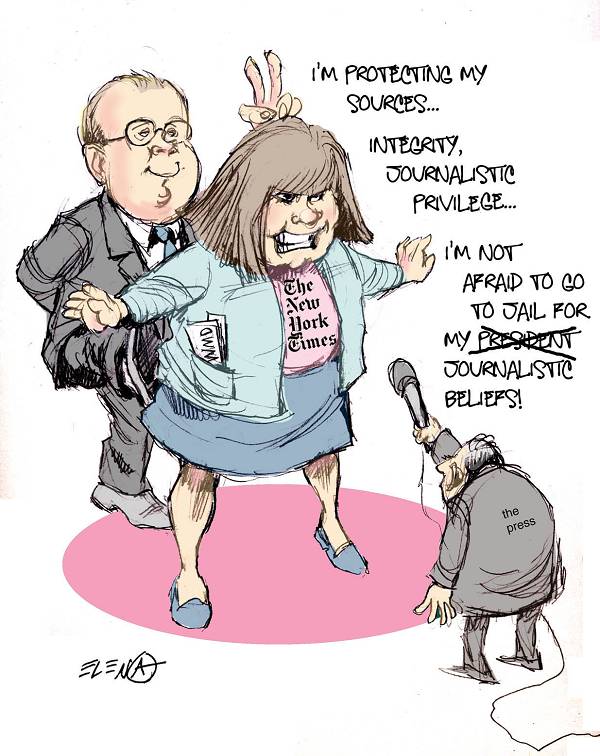 I'M PROTECTING MY
SOURCES...
INTEGRITY,
JOURNALISTIC
PRIVILEGE...
I'M NOT
AFRAID TO GO
TO JAIL FOR
MY PRESIDENT
JOURNALISTIC
BELIEFS!
The
New
York
Times
WMD
the
press
ELENA